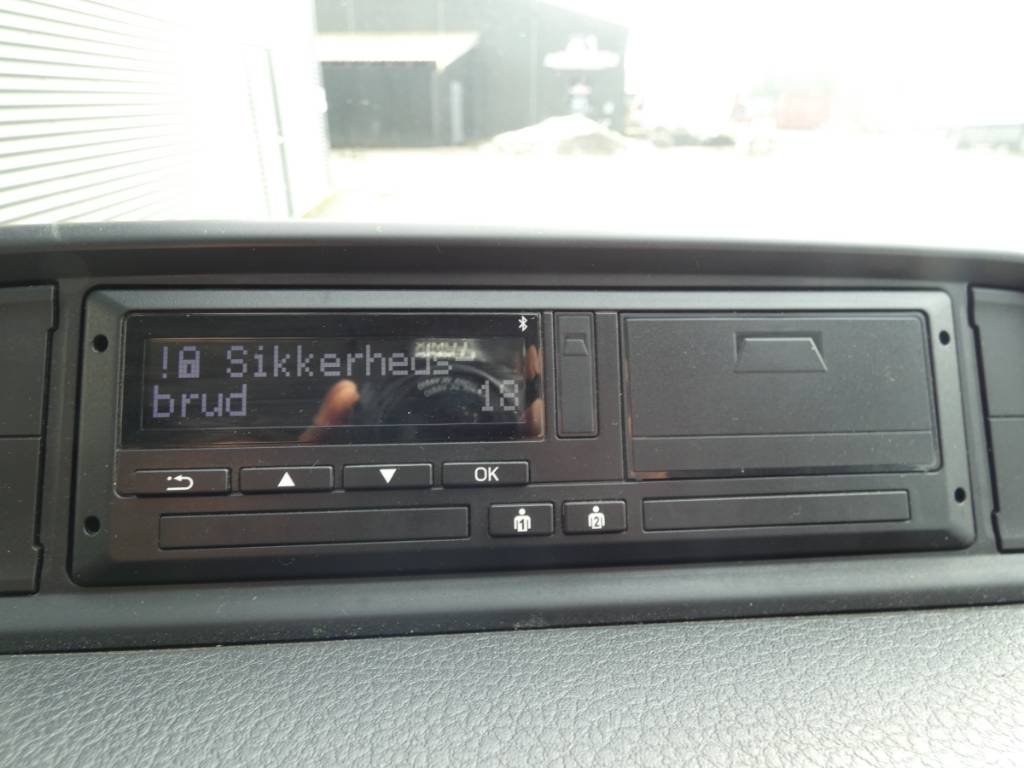 ! Sikkerheds-
brud 18
OK
1 2